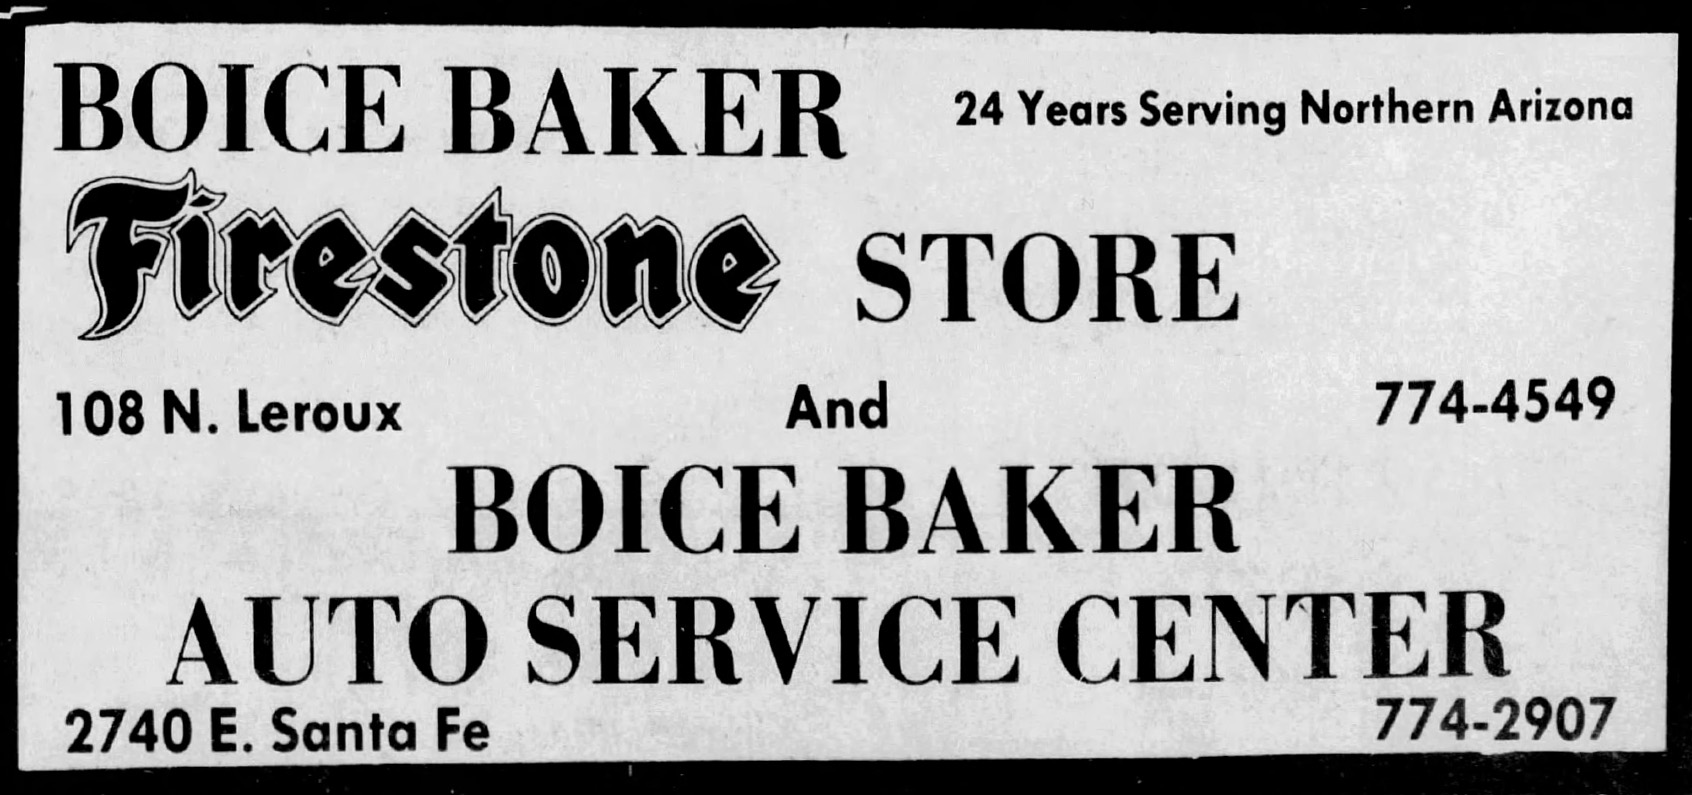 BOICE BAKER
24 Years Serving Northern Arizona
Firestone STORE
108 N. Leroux And 774-4549
BOICE BAKER
AUTO SERVICE CENTER
2740 E. Santa Fe 774-2907